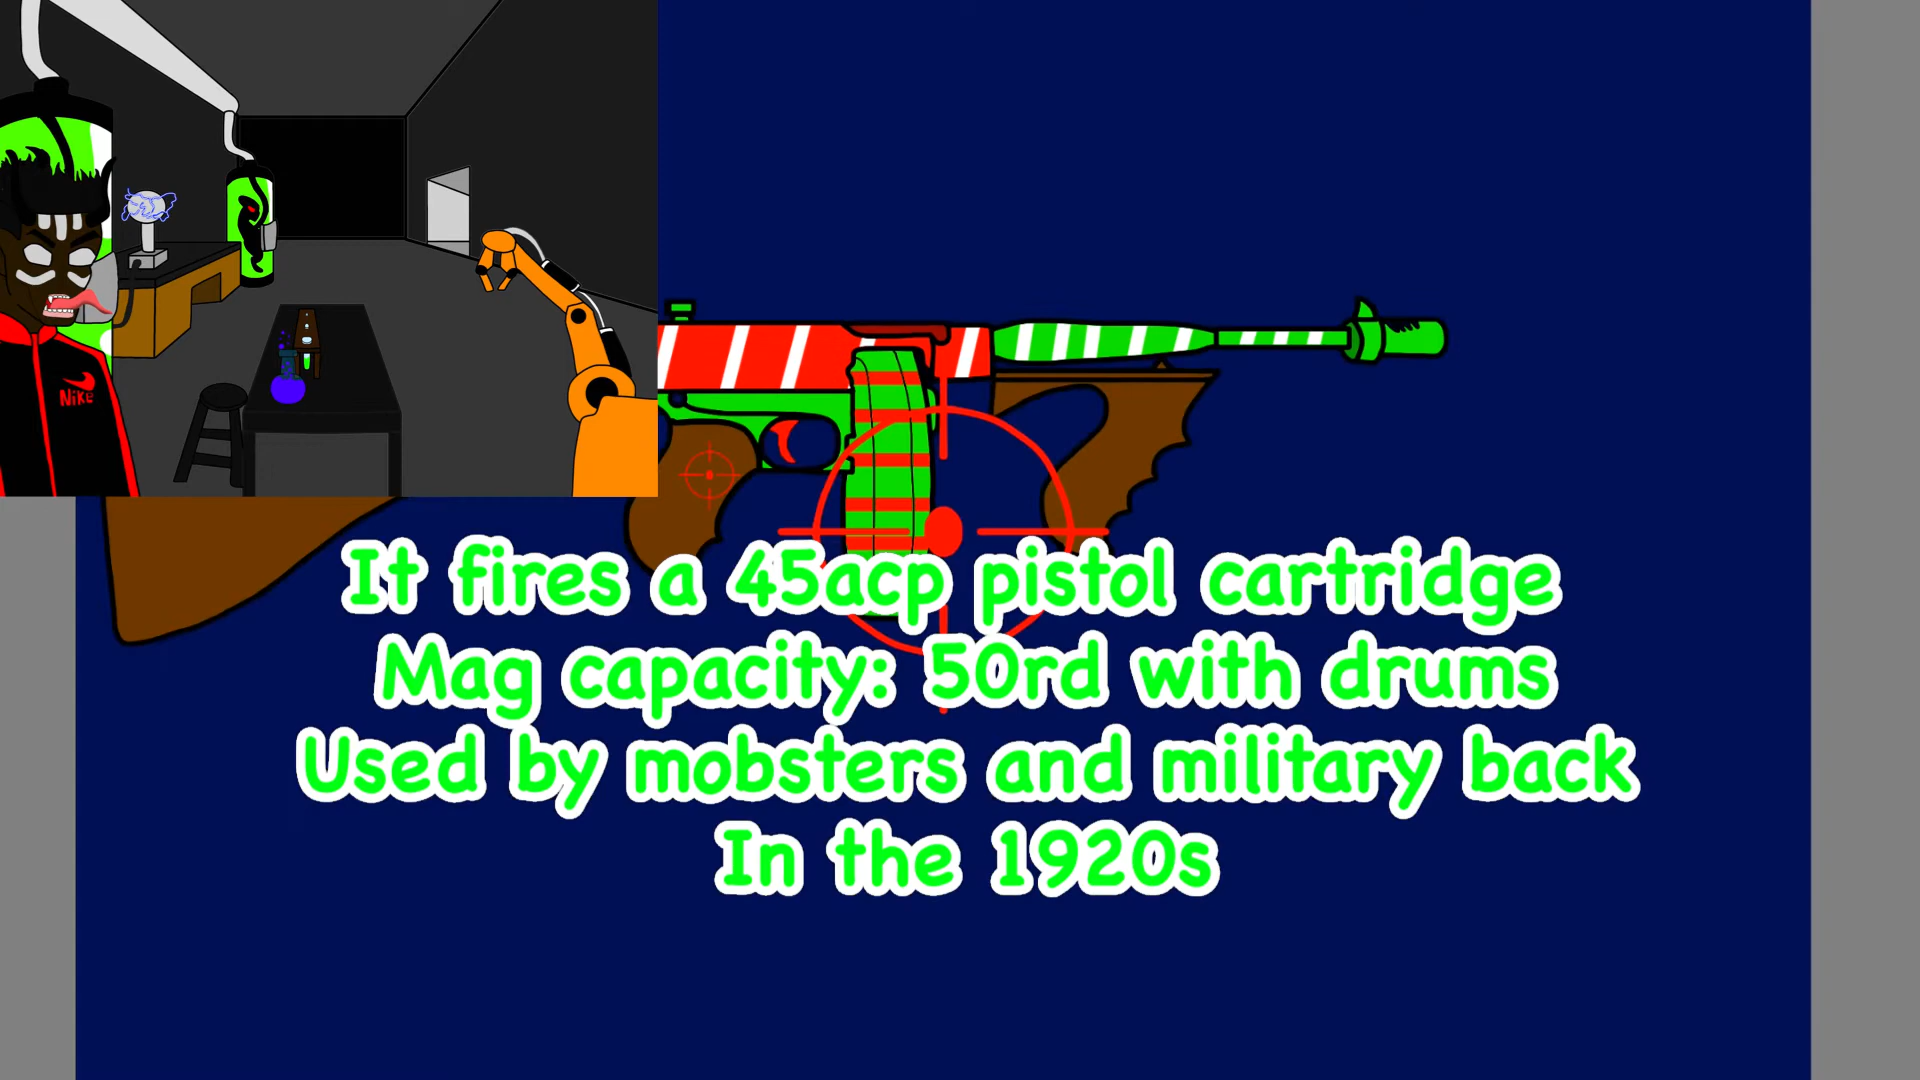 Nike
It fires a 45acp pistol cartridge
Mag capacity: 50rd with drums
Used by mobsters and military back
In the 1920s